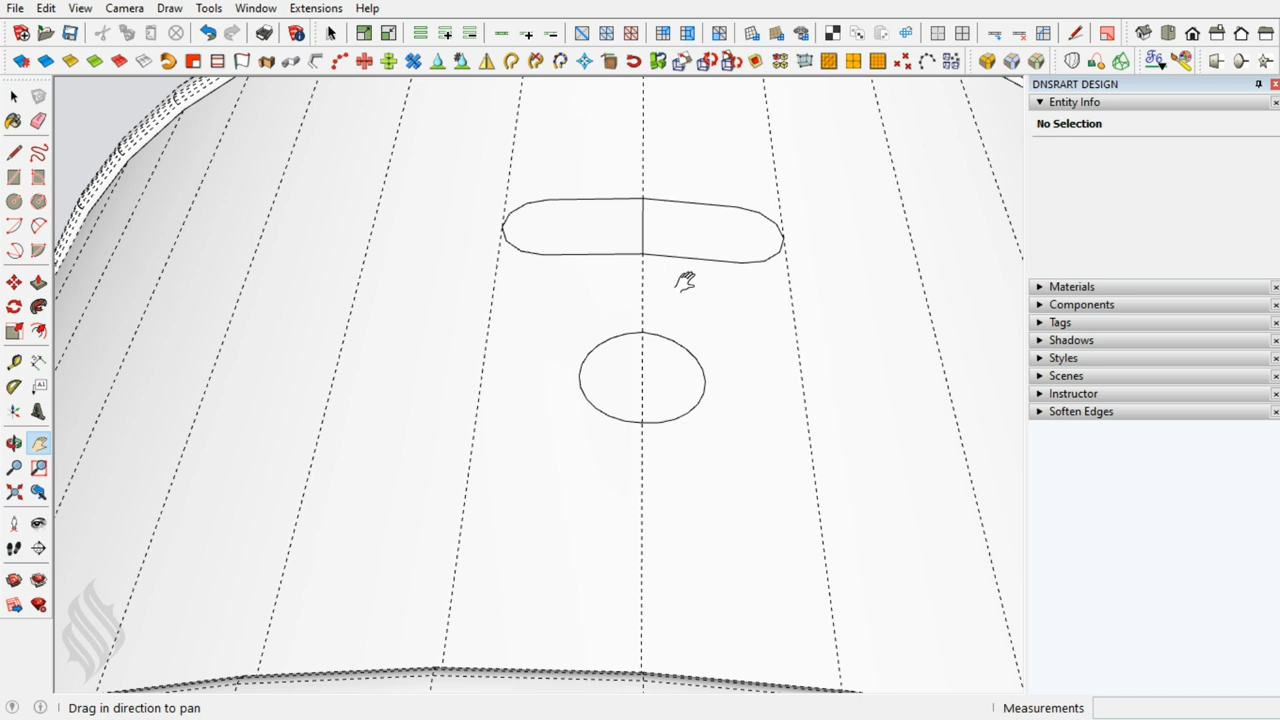 File Edit View Camera Draw Tools Window Extensions Help
DNSRART DESIGN
Entity Info
No Selection
Materials
Components
Tags
Shadows
Styles
Scenes
Instructor
Soften Edges
Drag in direction to pan
Measurements